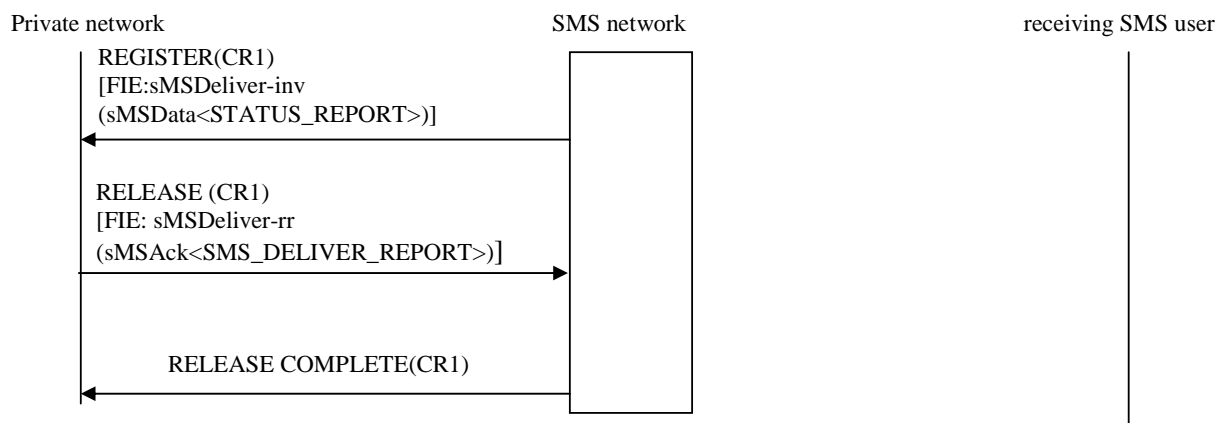 Private network
SMS network
receiving SMS user
REGISTER(CR1)
[FIE:sMSDeliver-inv
(sMSData<STATUS_REPORT>)]
RELEASE (CR1)
[FIE: sMSDeliver-rr
(sMSAck<SMS_DELIVER_REPORT>)]
RELEASE COMPLETE(CR1)